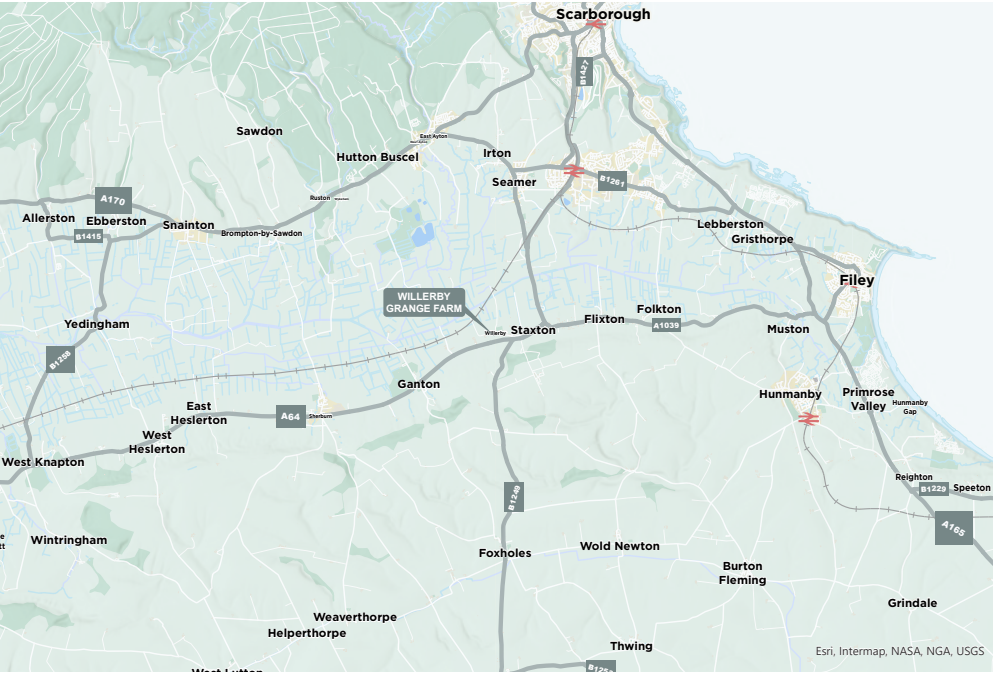 Scarborough
B1427
Sawdon
East Ayton
Hutton Buscel
Irton
Seamer
B1261
Ruston
A170
Allerston
Ebberston
Snainton
B1415
Brompton-by-Sawdon
Lebberston
Gristhorpe
Filey
WILLERBY
GRANGE FARM
Willerby
Staxton
Flixton
Folkton
A1039
Muston
Yedingham
B1258
Ganton
Hunmanby
Primrose
Valley
Hunmanby
Gap
East
Heslerton
A64
Sherburn
West
Heslerton
West Knapton
Reighton
B1229
Speeton
B1249
A165
Wintringham
Foxholes
Wold Newton
Burton
Fleming
Grindale
Weaverthorpe
Helperthorpe
Thwing
West Lutton
Esri, Intermap, NASA, NGA, USGS